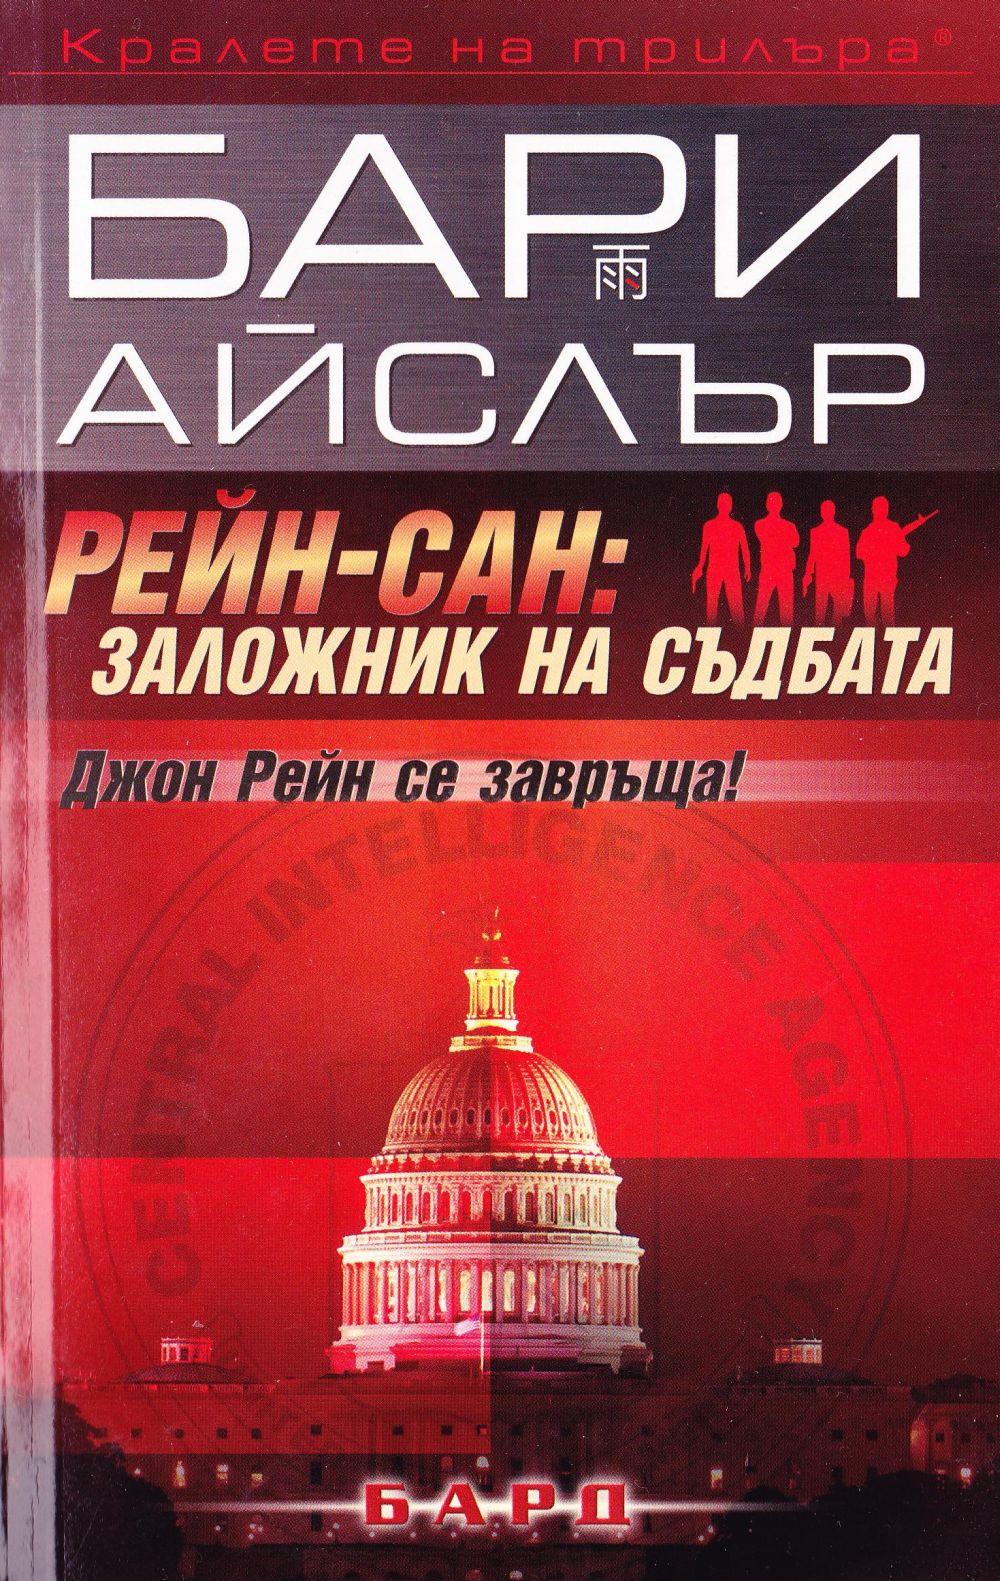 Кралете на трилъра®
БАРИ
雨
АЙСЛЪР
РЕЙН-САН:
ЗАЛОЖНИК НА СЪДБАТА
Джон Рейн се завръща!
CENTRAL INTELLIGENCE AGENCY
БАРД